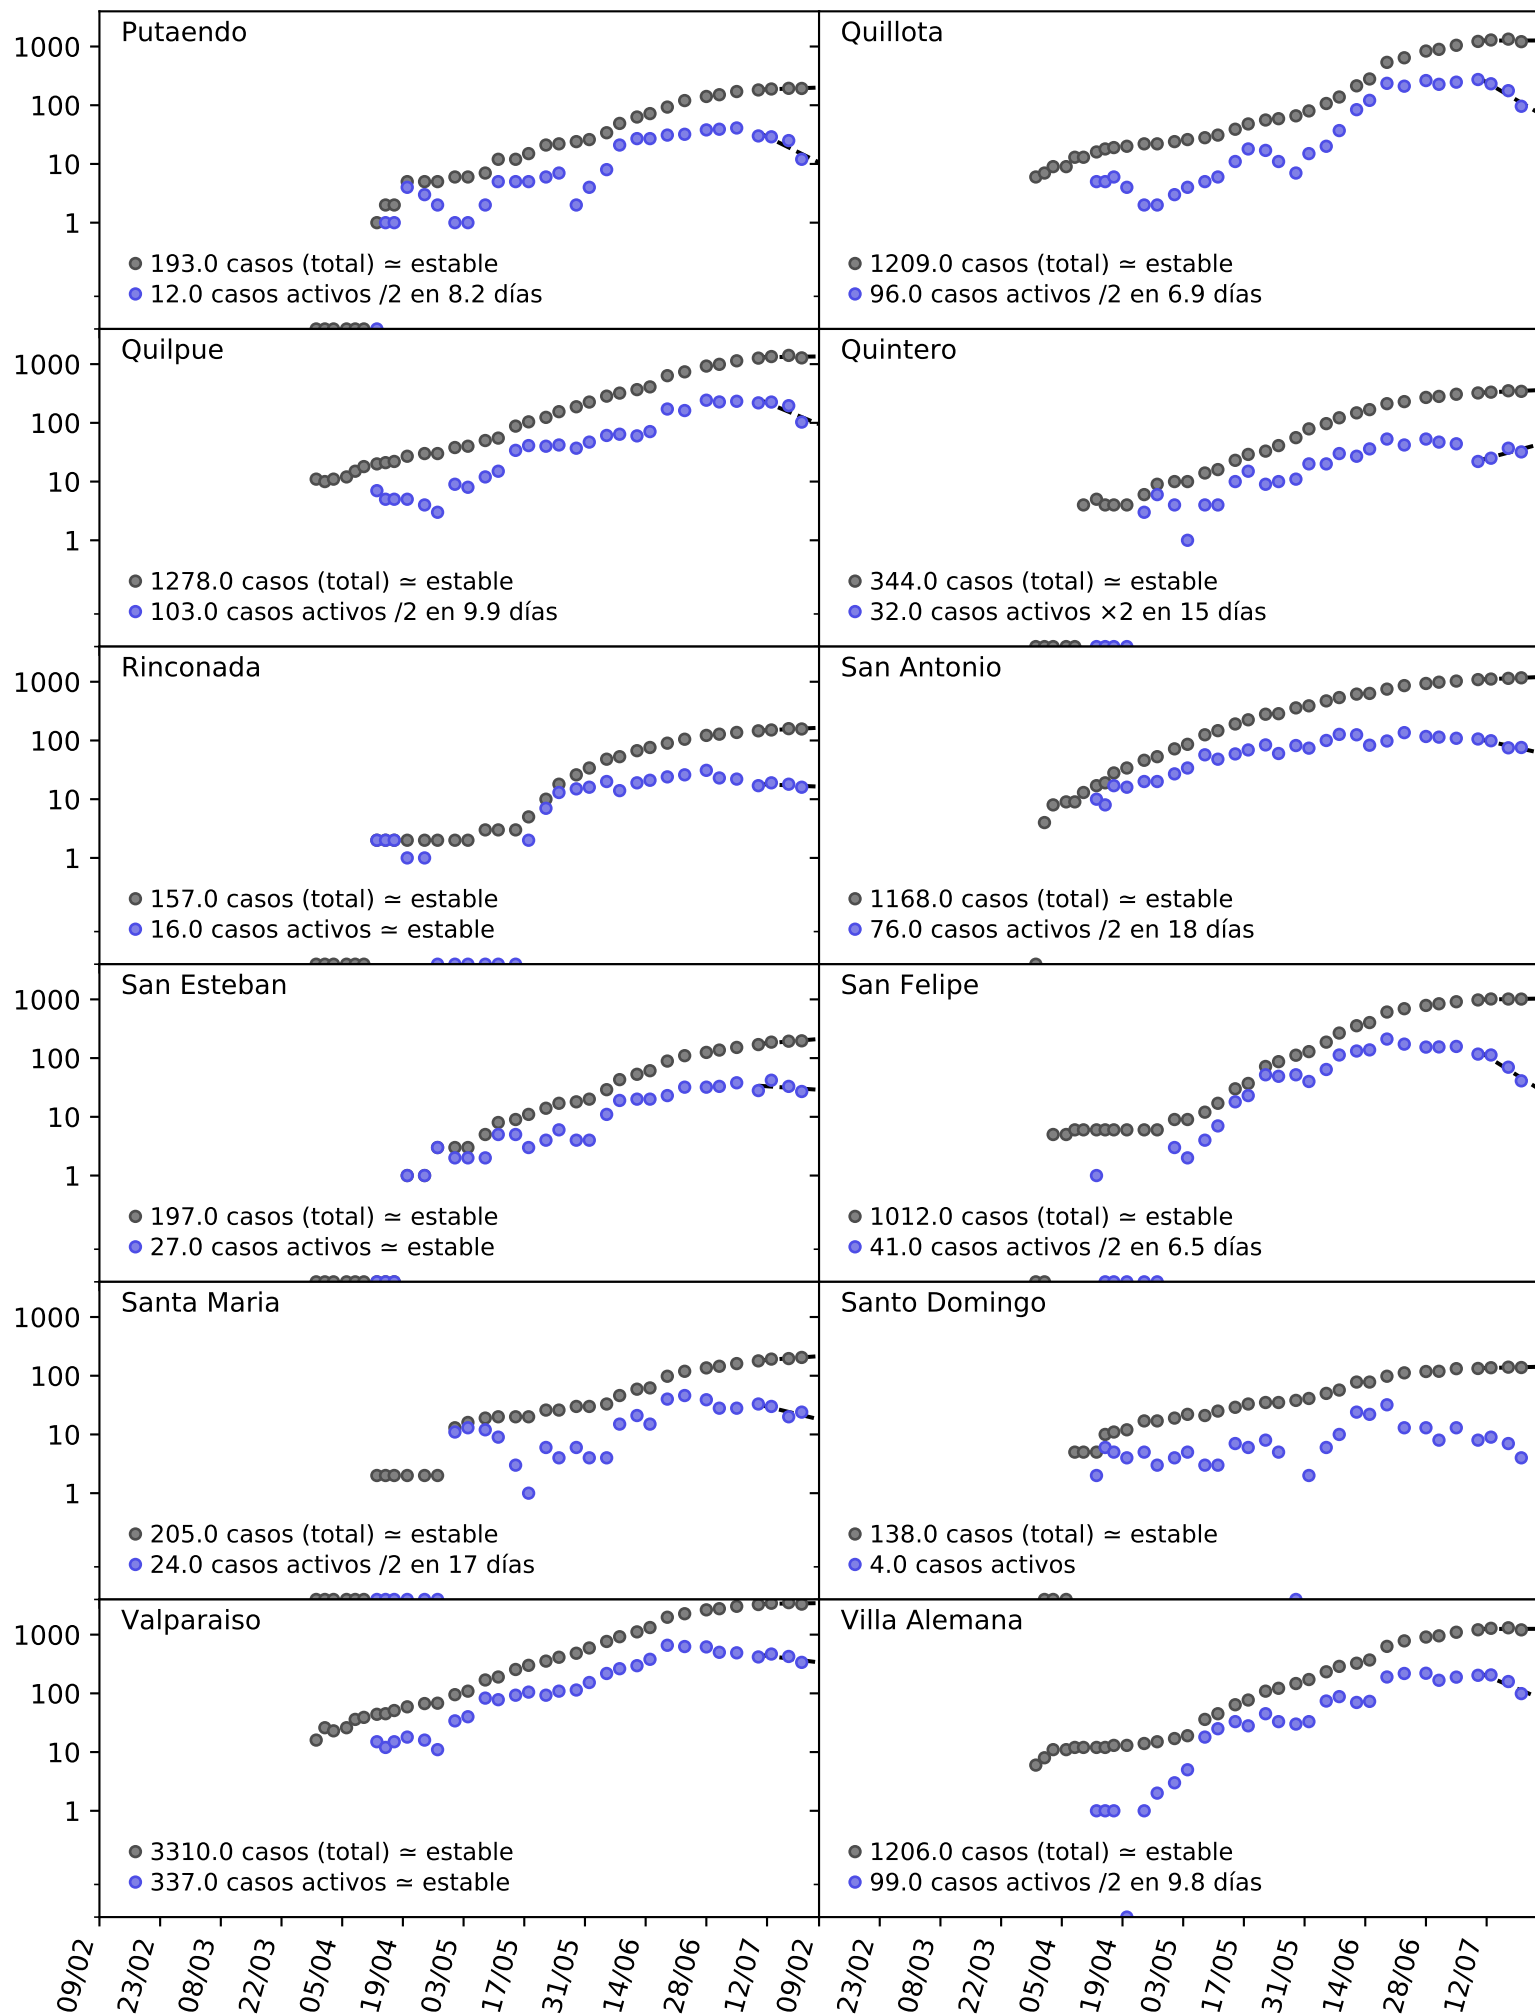 Putaendo
1000
100
10
1
193.0 casos (total) ≃ estable
12.0 casos activos /2 en 8.2 días
Quillota
1209.0 casos (total) ≃ estable
96.0 casos activos /2 en 6.9 días
Quilpue
1000
100
10
1
1278.0 casos (total) ≃ estable
103.0 casos activos /2 en 9.9 días
Quintero
344.0 casos (total) ≃ estable
32.0 casos activos ×2 en 15 días
Rinconada
1000
100
10
1
157.0 casos (total) ≃ estable
16.0 casos activos ≃ estable
San Antonio
1168.0 casos (total) ≃ estable
76.0 casos activos /2 en 18 días
San Esteban
1000
100
10
1
197.0 casos (total) ≃ estable
27.0 casos activos ≃ estable
San Felipe
1012.0 casos (total) ≃ estable
41.0 casos activos /2 en 6.5 días
Santa Maria
1000
100
10
1
205.0 casos (total) ≃ estable
24.0 casos activos /2 en 17 días
Santo Domingo
138.0 casos (total) ≃ estable
4.0 casos activos
Valparaiso
1000
100
10
1
3310.0 casos (total) ≃ estable
337.0 casos activos ≃ estable
Villa Alemana
1206.0 casos (total) ≃ estable
99.0 casos activos /2 en 9.8 días
09/02
23/02
08/03
22/03
05/04
19/04
03/05
17/05
31/05
14/06
28/06
12/07
09/02
23/02
08/03
22/03
05/04
19/04
03/05
17/05
31/05
14/06
28/06
12/07